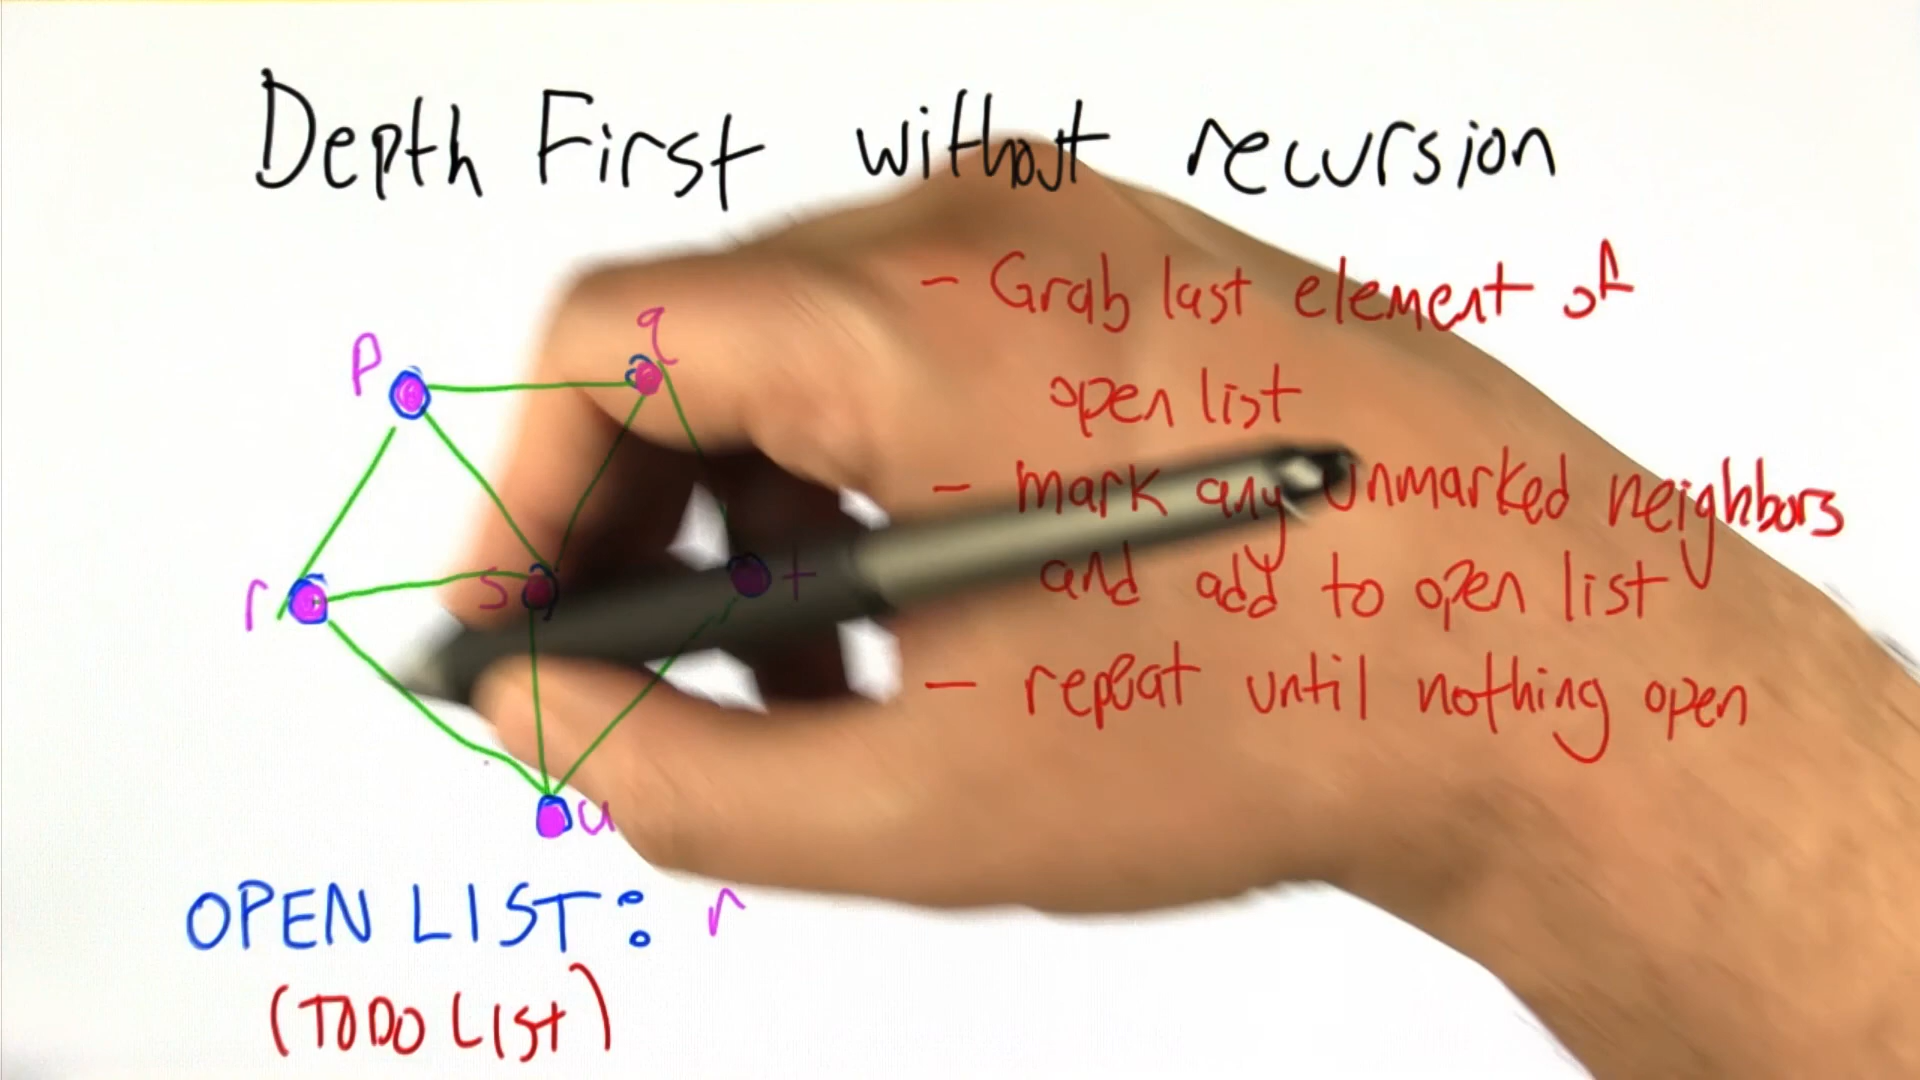 Depth First without recursion
- Grab last element of
open list
- mark any unmarked neighbors
and add to open list
- repeat until nothing open
p
q
r
s
t
u
OPEN LIST: r
(TODO LIST)